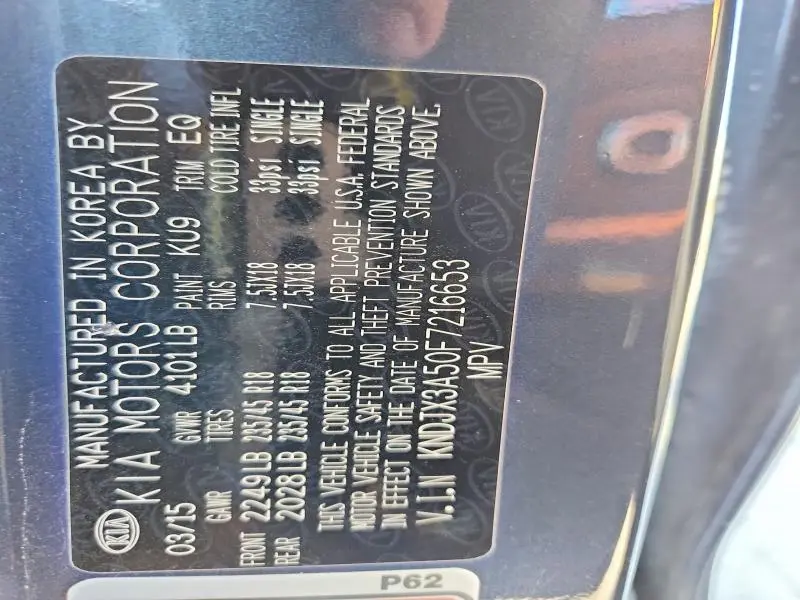 MANUFACTURED IN KOREA BY
KIA KIA MOTORS CORPORATION
03/15 GVWR 4101LB PAINT KU9 TRIM EQ
GAWR TIRES RIMS COLD TIRE INFL
FRONT 2249LB 235/45 R18 7.5JX18 33psi SINGLE
REAR 2028LB 235/45 R18 7.5JX18 33psi SINGLE
THIS VEHICLE CONFORMS TO ALL APPLICABLE U.S.A. FEDERAL
MOTOR VEHICLE SAFETY AND THEFT PREVENTION STANDARDS
IN EFFECT ON THE DATE OF MANUFACTURE SHOWN ABOVE.
V.I.N KNDJX3A50F7216653
MPV
P62